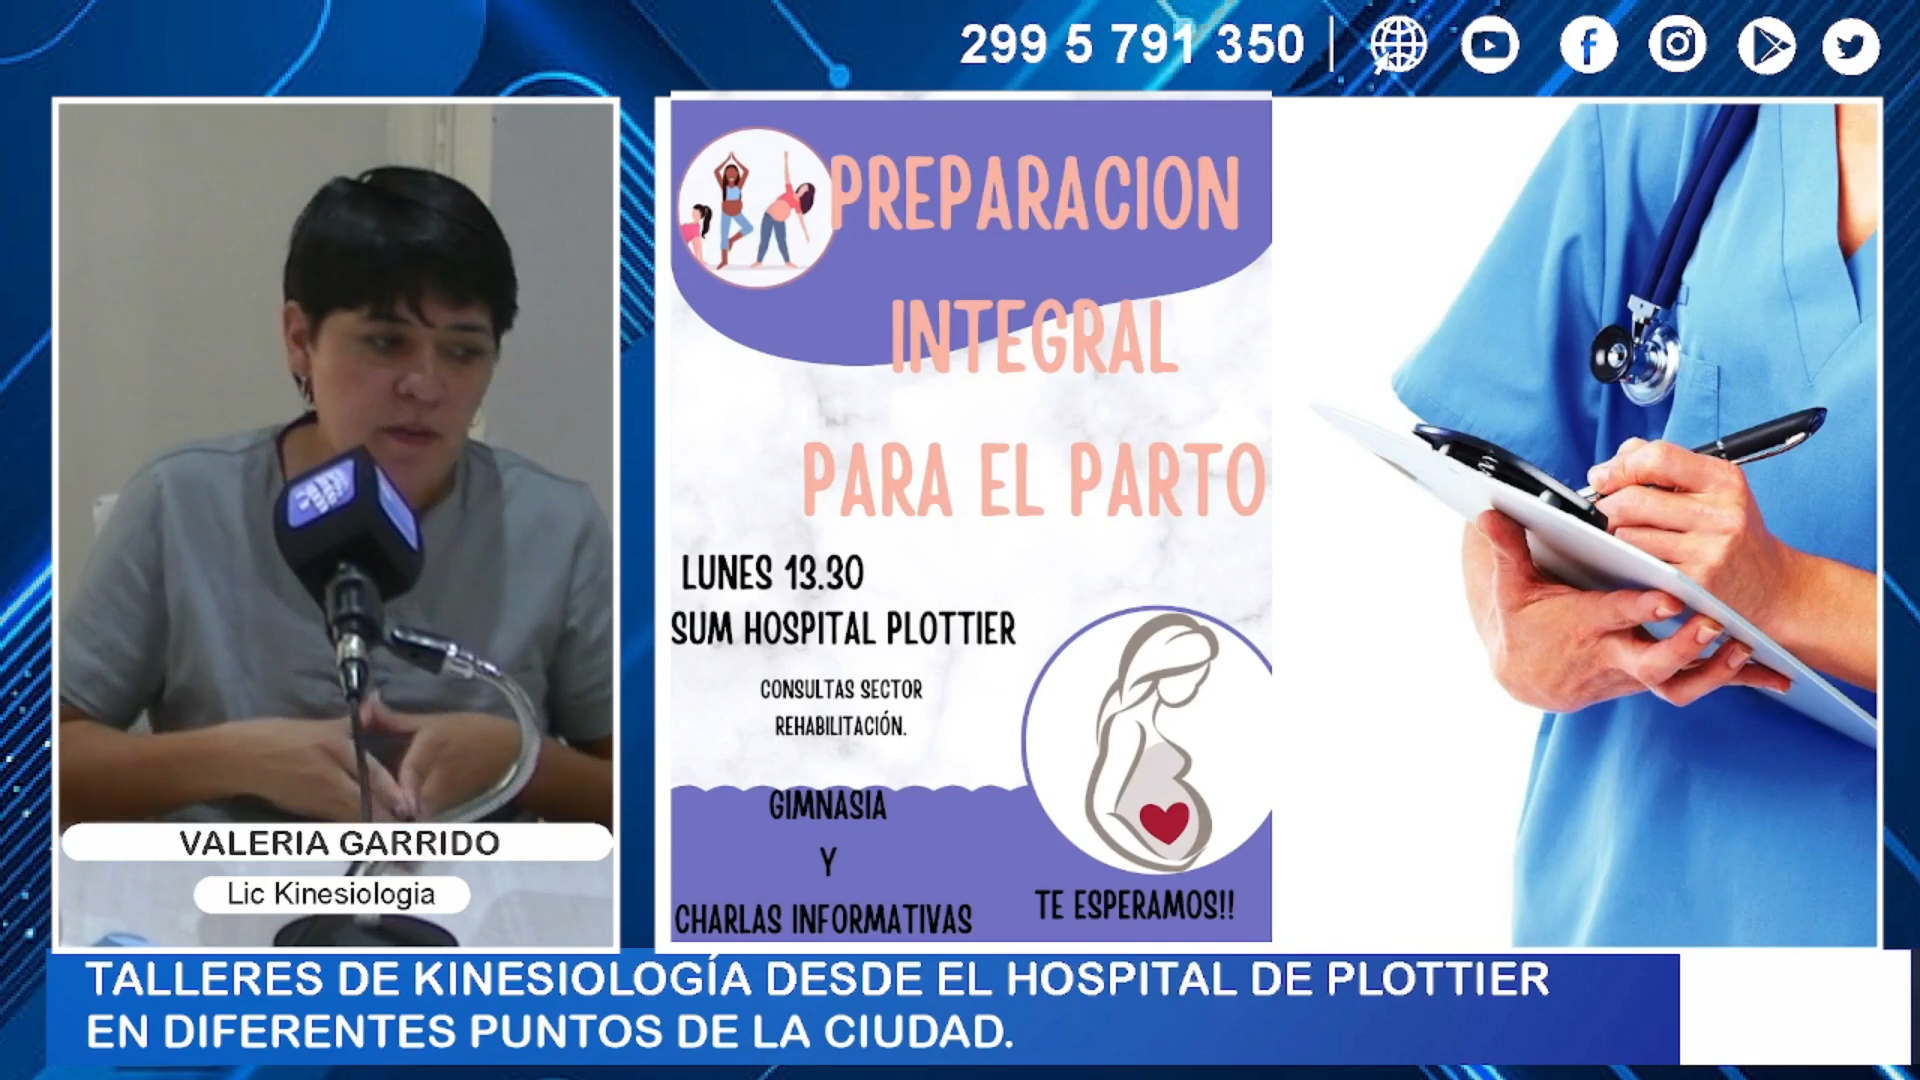 299 5 791 350
PREPARACION
INTEGRAL
PARA EL PARTO
LUNES 13.30
SUM HOSPITAL PLOTTIER
CONSULTAS SECTOR
REHABILITACIÓN.
GIMNASIA
Y
CHARLAS INFORMATIVAS
TE ESPERAMOS!!
VALERIA GARRIDO
Lic Kinesiologia
TALLERES DE KINESIOLOGÍA DESDE EL HOSPITAL DE PLOTTIER
EN DIFERENTES PUNTOS DE LA CIUDAD.